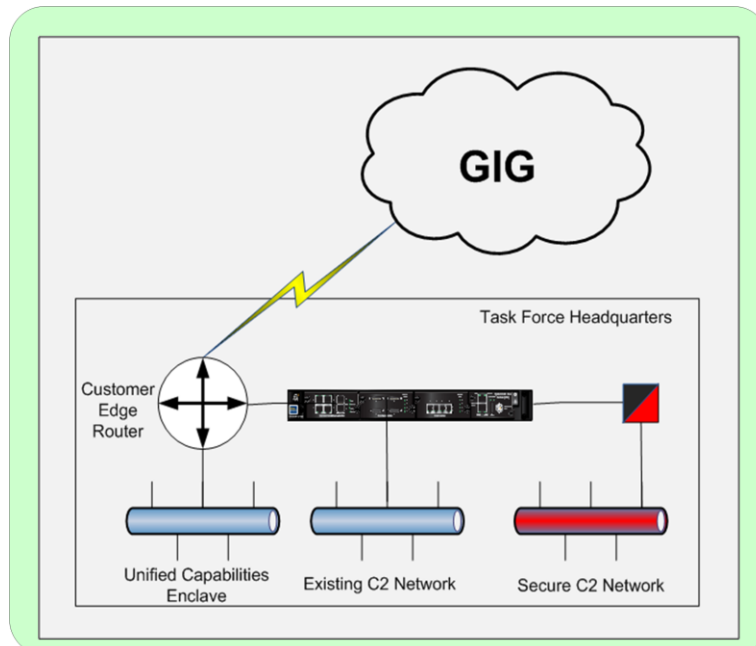 GIG
Task Force Headquarters
Customer
Edge
Router
Unified Capabilities
Enclave
Existing C2 Network
Secure C2 Network